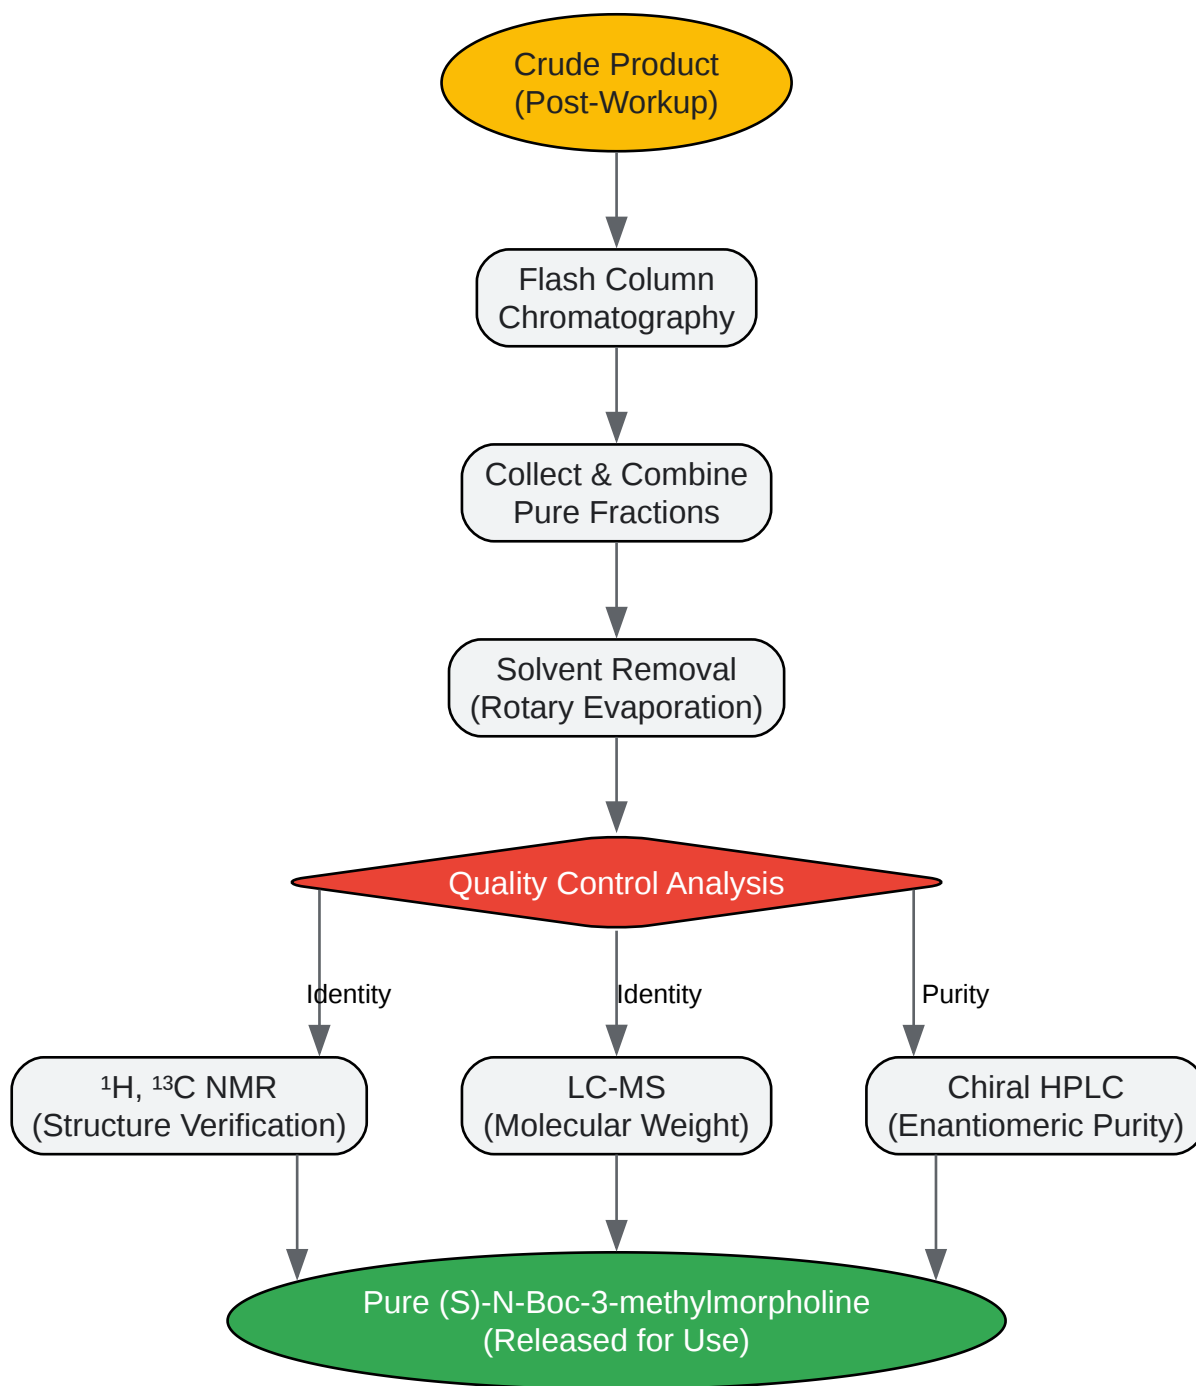 Crude Product
(Post-Workup)
Flash Column
Chromatography
Collect & Combine
Pure Fractions
Solvent Removal
(Rotary Evaporation)
Quality Control Analysis
Identity
Identity
Purity
¹H, ¹³C NMR
(Structure Verification)
LC-MS
(Molecular Weight)
Chiral HPLC
(Enantiomeric Purity)
Pure (S)-N-Boc-3-methylmorpholine
(Released for Use)